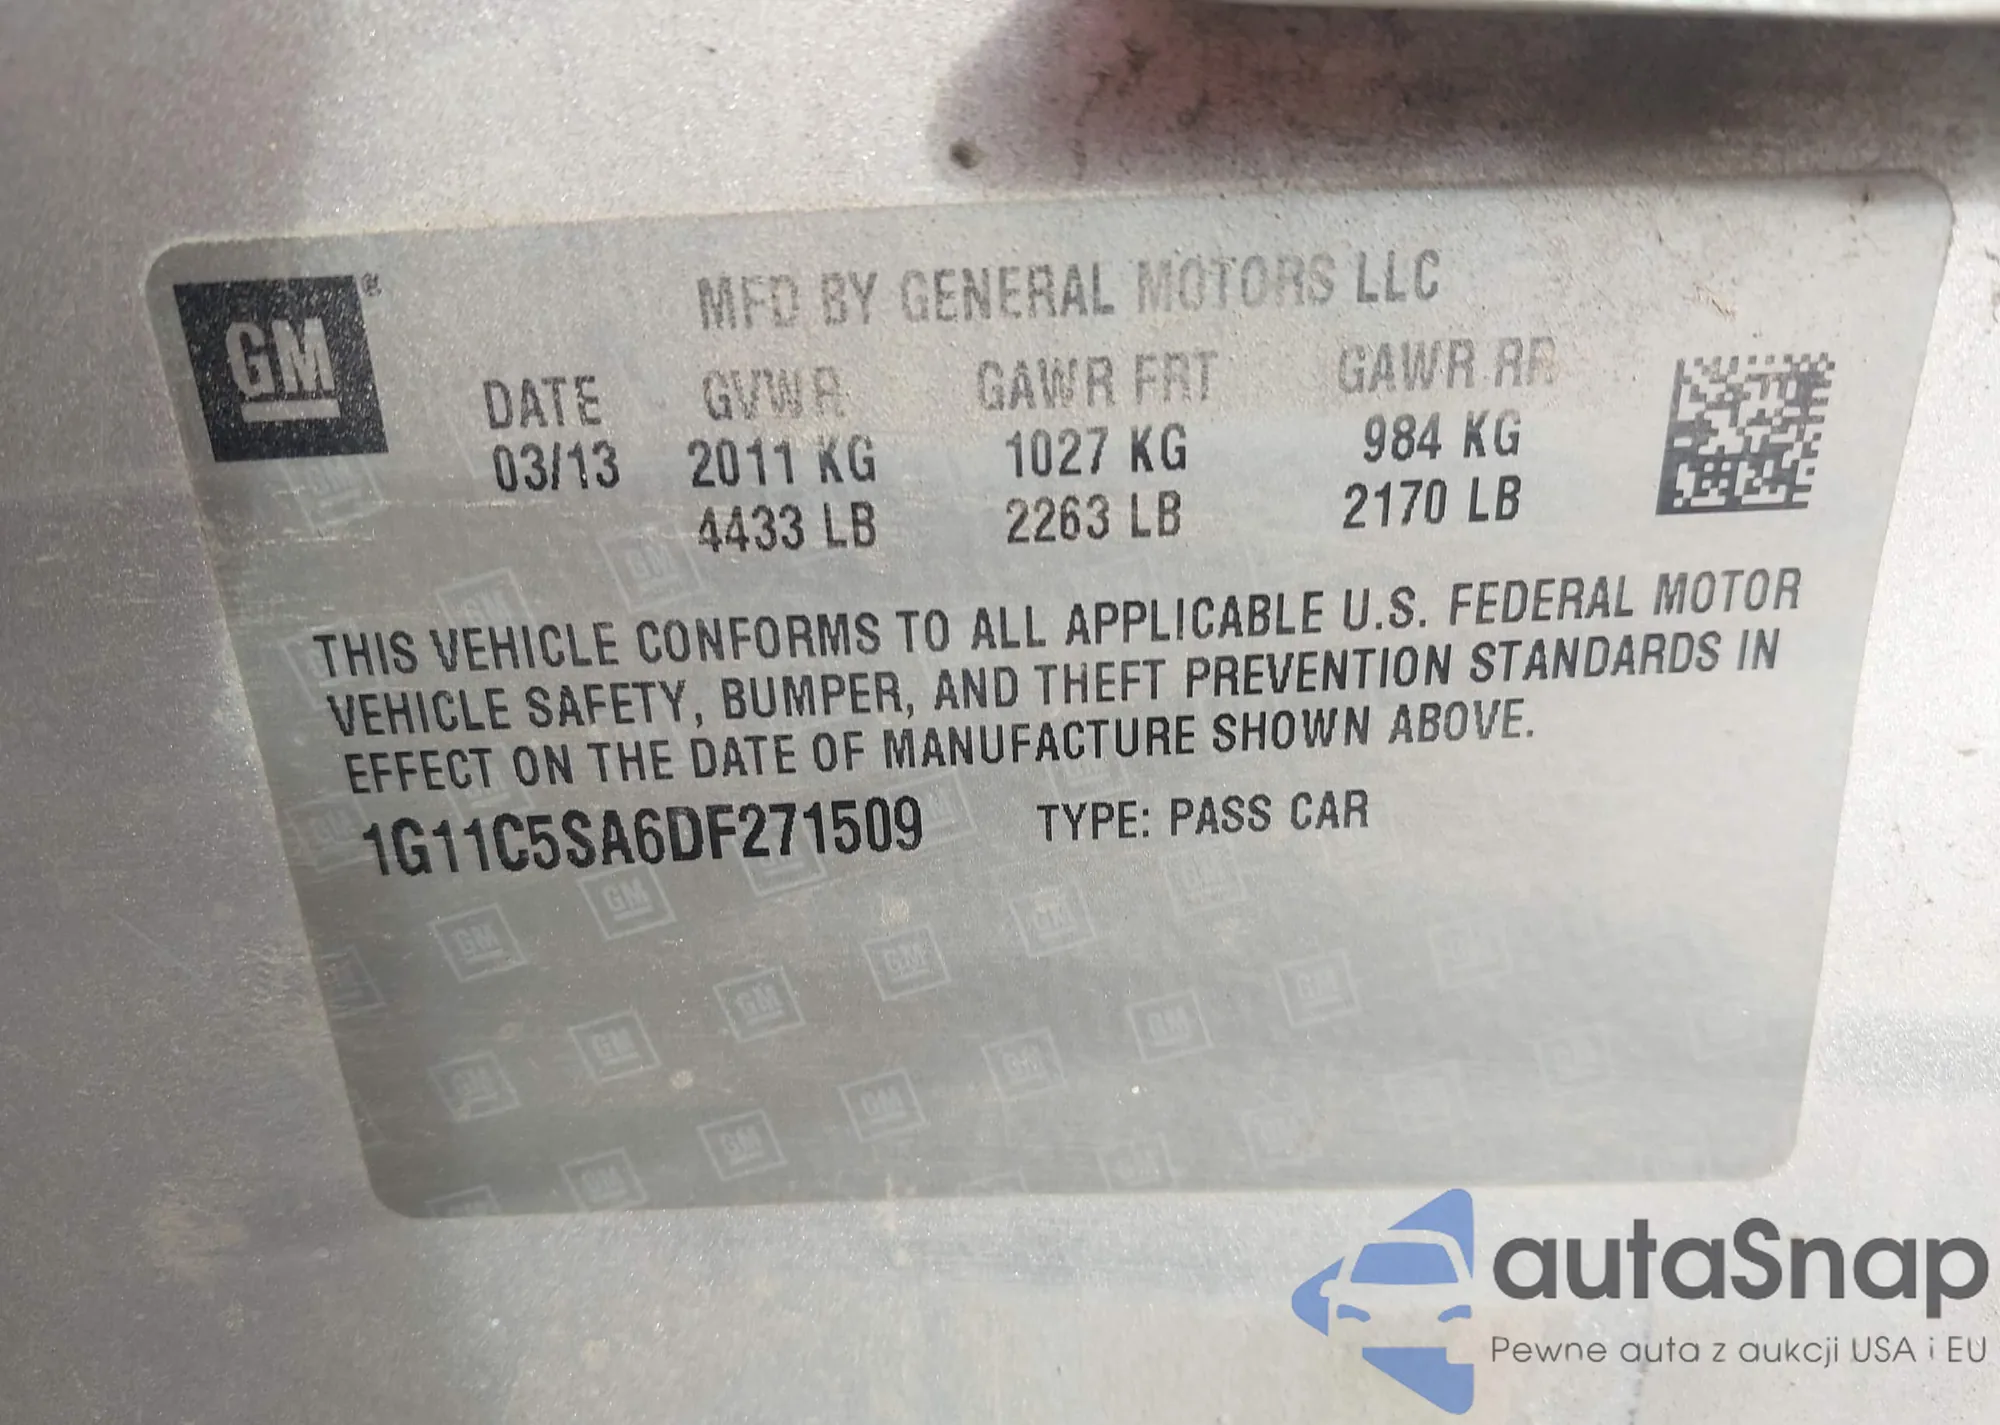 GM®
MFD BY GENERAL MOTORS LLC
DATE GVWR GAWR FRT GAWR RR
03/13 2011 KG 1027 KG 984 KG
4433 LB 2263 LB 2170 LB
THIS VEHICLE CONFORMS TO ALL APPLICABLE U.S. FEDERAL MOTOR
VEHICLE SAFETY, BUMPER, AND THEFT PREVENTION STANDARDS IN
EFFECT ON THE DATE OF MANUFACTURE SHOWN ABOVE.
1G11C5SA6DF271509 TYPE: PASS CAR
autaSnap
Pewne auta z aukcji USA i EU